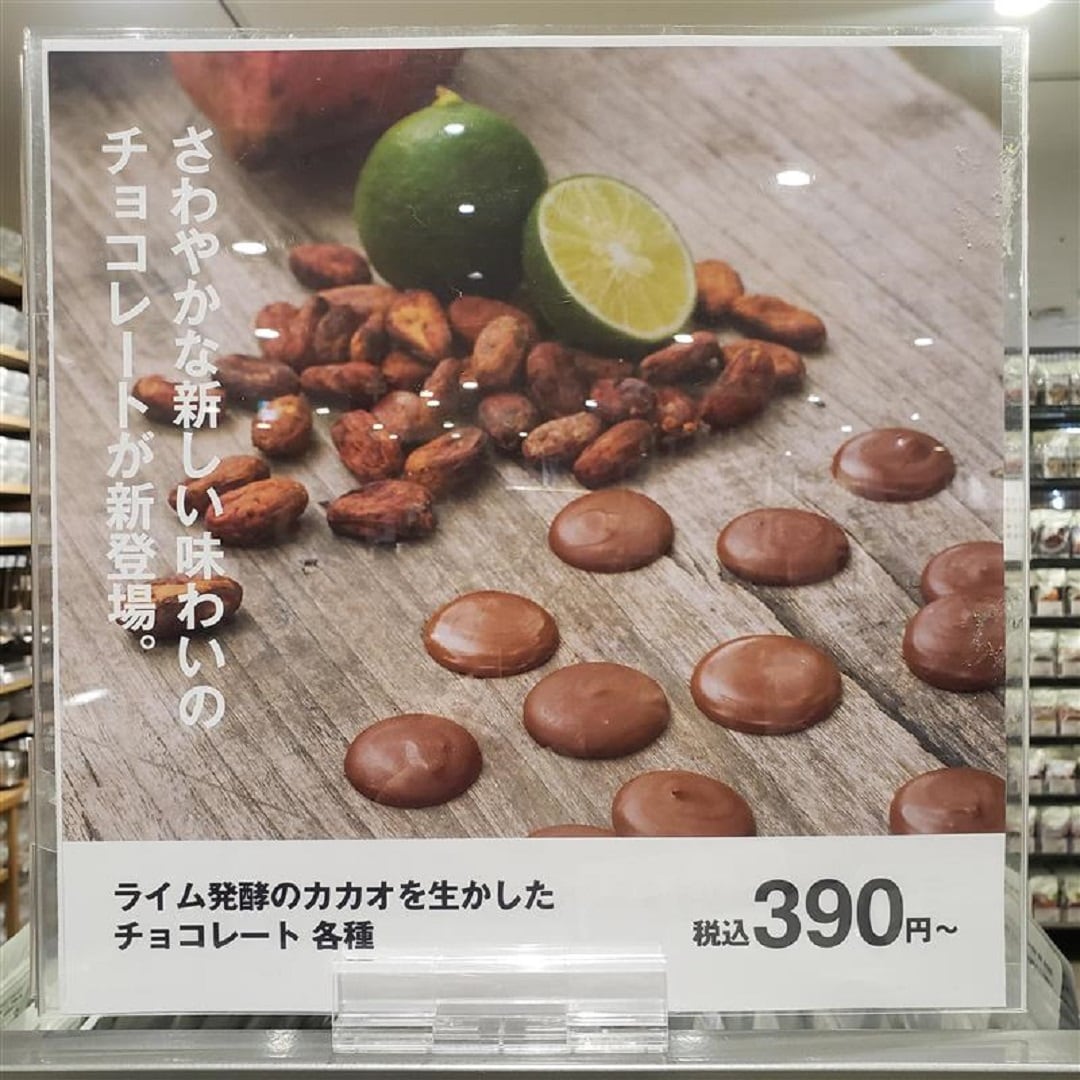 さわやかな新しい味わいの
チョコレートが新登場。
ライム発酵のカカオを生かした
チョコレート 各種
税込390円～